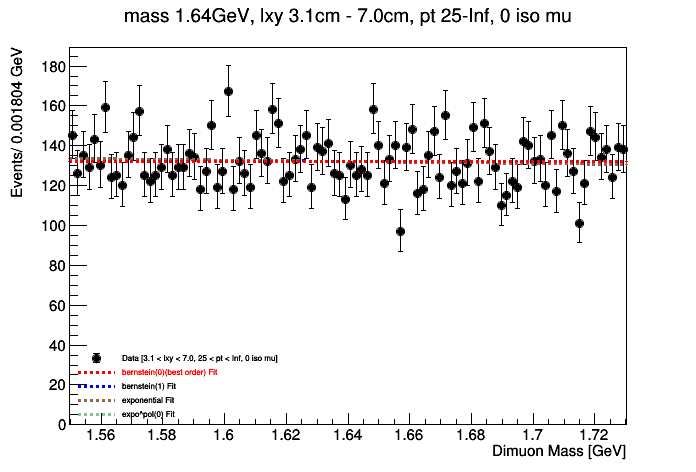 mass 1.64GeV, lxy 3.1cm - 7.0cm, pt 25-Inf, 0 iso mu
Events/ 0.001804 GeV
180
160
140
120
100
80
60
40
20
0
Data [3.1 < lxy < 7.0, 25 < pt < Inf, 0 iso mu]
bernstein(0)(best order) Fit
bernstein(1) Fit
exponential Fit
expo*pol(0) Fit
1.56 1.58 1.6 1.62 1.64 1.66 1.68 1.7 1.72
Dimuon Mass [GeV]